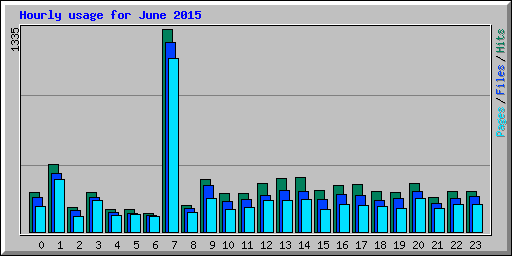 Hourly usage for June 2015
1335
Pages / Files / Hits
0 1 2 3 4 5 6 7 8 9 10 11 12 13 14 15 16 17 18 19 20 21 22 23